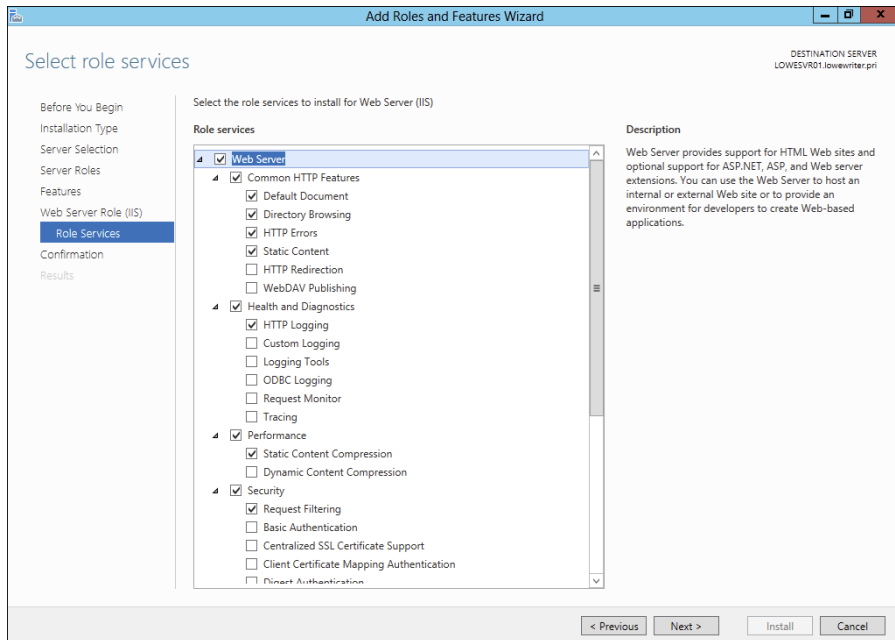 Add Roles and Features Wizard
Select role services
DESTINATION SERVER
LOWESVR01.lowewriter.pri
Before You Begin
Installation Type
Server Selection
Server Roles
Features
Web Server Role (IIS)
Role Services
Confirmation
Results
Select the role services to install for Web Server (IIS)
Role services
Web Server
Common HTTP Features
Default Document
Directory Browsing
HTTP Errors
Static Content
HTTP Redirection
WebDAV Publishing
Health and Diagnostics
HTTP Logging
Custom Logging
Logging Tools
ODBC Logging
Request Monitor
Tracing
Performance
Static Content Compression
Dynamic Content Compression
Security
Request Filtering
Basic Authentication
Centralized SSL Certificate Support
Client Certificate Mapping Authentication
Digest Authentication
Description
Web Server provides support for HTML Web sites and
optional support for ASP.NET, ASP, and Web server
extensions. You can use the Web Server to host an
internal or external Web site or to provide an
environment for developers to create Web-based
applications.
< Previous
Next >
Install
Cancel